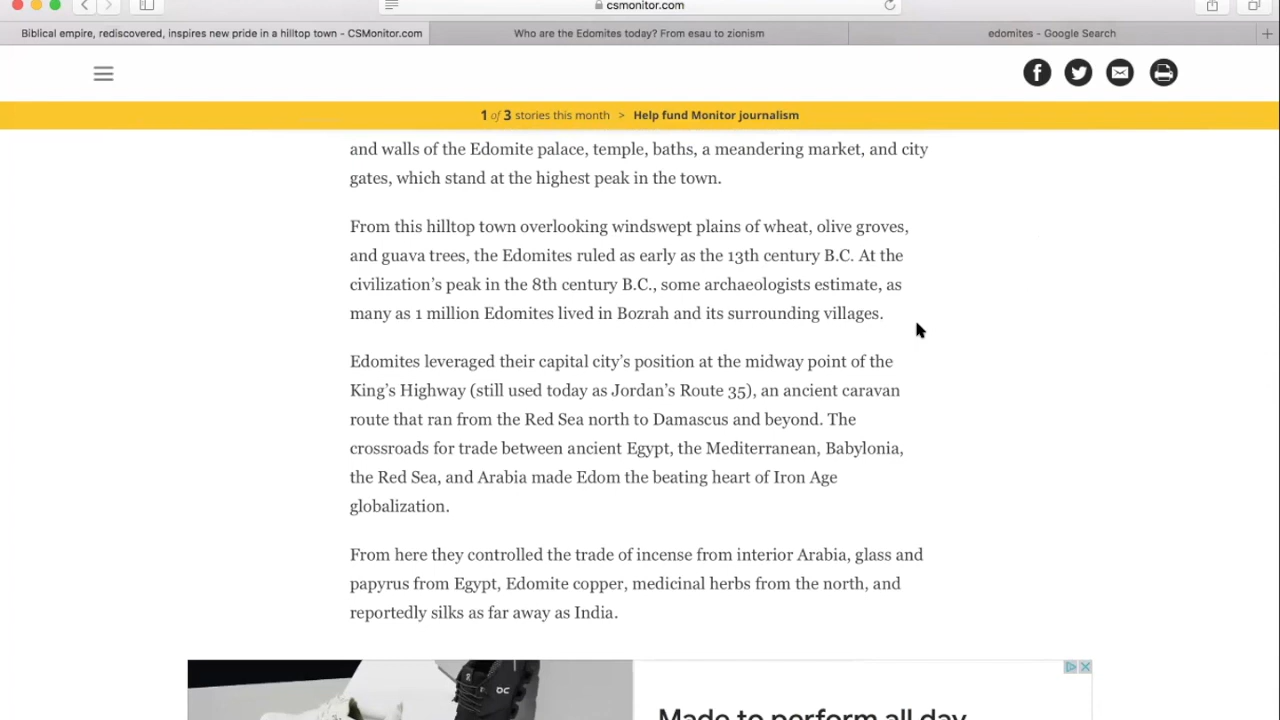 csmonitor.com
Biblical empire, rediscovered, inspires new pride in a hilltop town - CSMonitor.com
Who are the Edomites today? From esau to zionism
edomites - Google Search
1 of 3 stories this month > Help fund Monitor journalism
and walls of the Edomite palace, temple, baths, a meandering market, and city
gates, which stand at the highest peak in the town.
From this hilltop town overlooking windswept plains of wheat, olive groves,
and guava trees, the Edomites ruled as early as the 13th century B.C. At the
civilization’s peak in the 8th century B.C., some archaeologists estimate, as
many as 1 million Edomites lived in Bozrah and its surrounding villages.
Edomites leveraged their capital city’s position at the midway point of the
King’s Highway (still used today as Jordan’s Route 35), an ancient caravan
route that ran from the Red Sea north to Damascus and beyond. The
crossroads for trade between ancient Egypt, the Mediterranean, Babylonia,
the Red Sea, and Arabia made Edom the beating heart of Iron Age
globalization.
From here they controlled the trade of incense from interior Arabia, glass and
papyrus from Egypt, Edomite copper, medicinal herbs from the north, and
reportedly silks as far away as India.
Made to perform all day